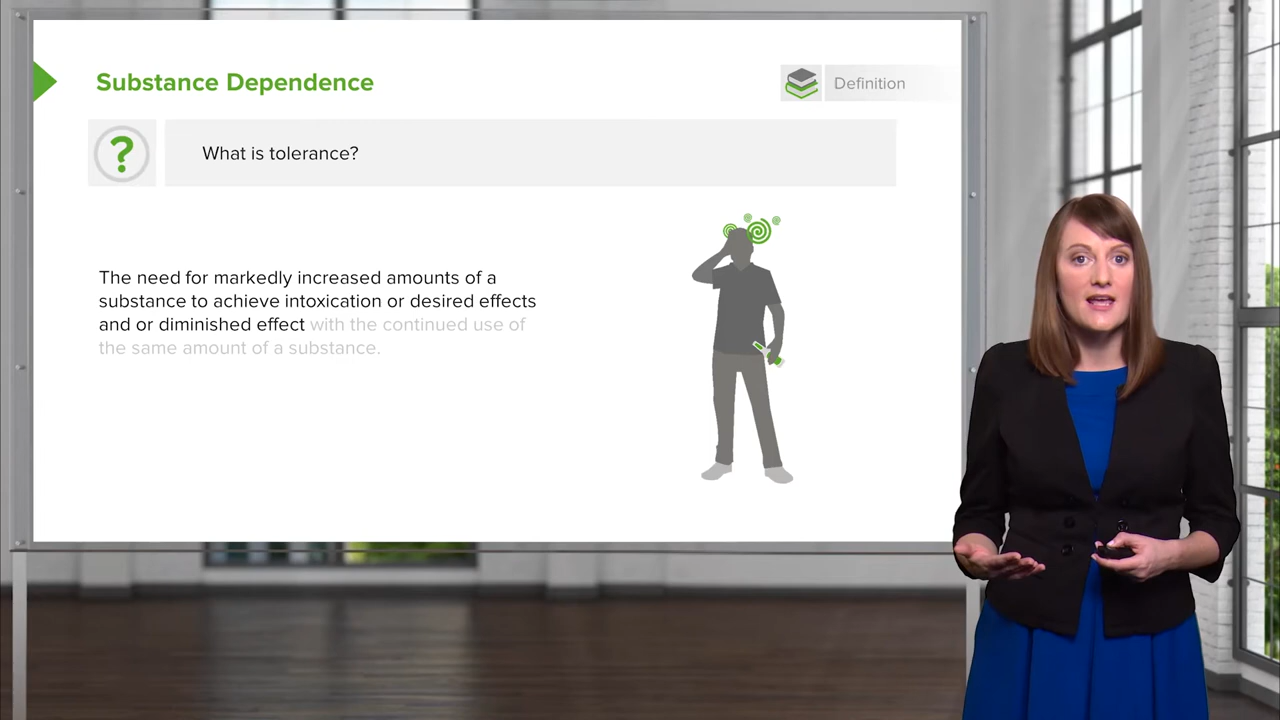 Substance Dependence
Definition
?
What is tolerance?
The need for markedly increased amounts of a
substance to achieve intoxication or desired effects
and or diminished effect with the continued use of
the same amount of a substance.